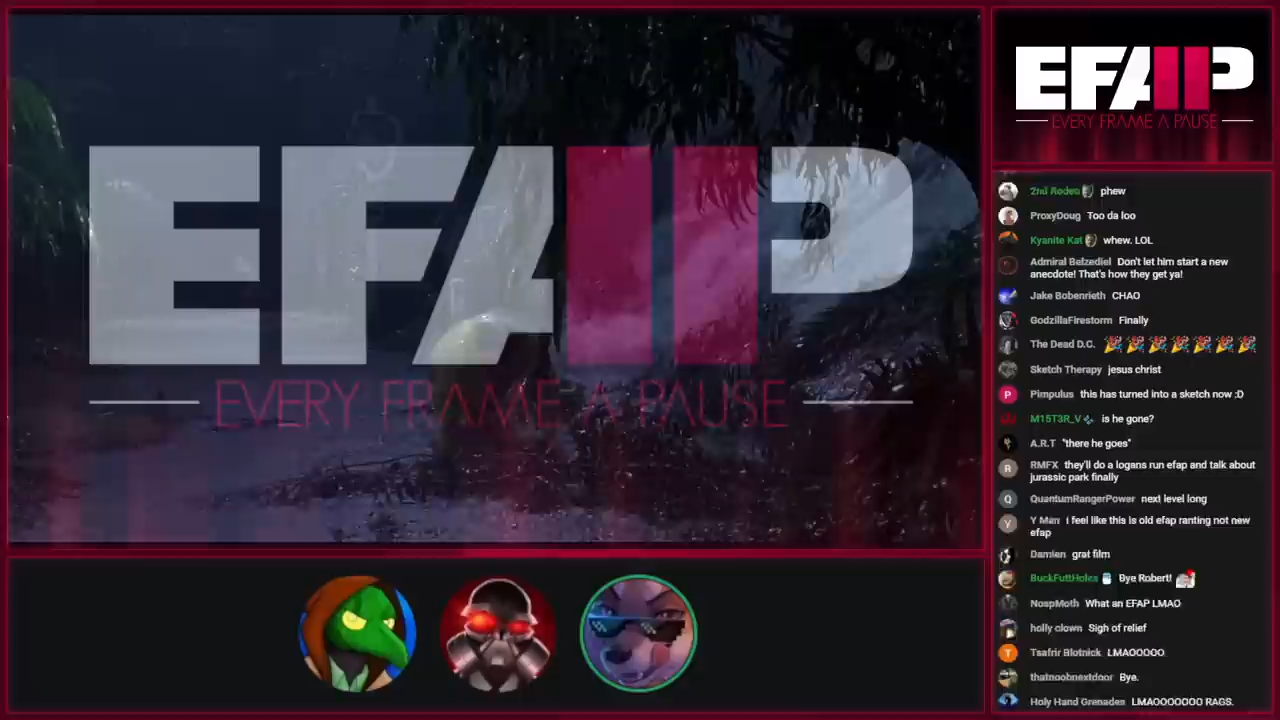 EFAP
EVERY FRAME A PAUSE
EFAP
EVERY FRAME A PAUSE
2nd Rodeo phew
ProxyDoug Too da loo
Kyanite Kat whew. LOL
Admiral Belzediel Don't let him start a new
anecdote! That's how they get ya!
Jake Bobenrieth CHAO
GodzillaFirestorm Finally
The Dead D.C. 🎉🎉🎉🎉🎉🎉🎉
Sketch Therapy jesus christ
P Pimpulus this has turned into a sketch now :D
M15T3R_V is he gone?
A.R.T "there he goes"
R RMFX they'll do a logans run efap and talk about
jurassic park finally
Q QuantumRangerPower next level long
Y Y Man i feel like this is old efap ranting not new
efap
Damien grat film
BuckFuttHoles Bye Robert!
NospMoth What an EFAP LMAO
holly clown Sigh of relief
T Tsafrir Blotnick LMAOOOOO
thatnoobnextdoor Bye.
Holy Hand Grenades LMAOOOOOOO RAGS.